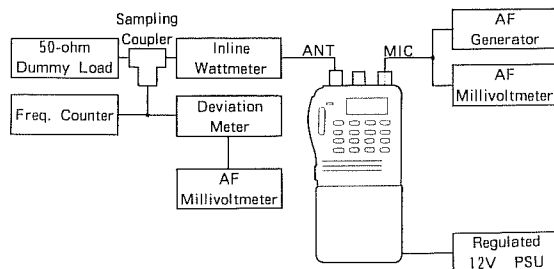 Sampling
Coupler
50-ohm
Dummy Load
Inline
Wattmeter
ANT
MIC
AF
Generator
AF
Millivoltmeter
Freq. Counter
Deviation
Meter
AF
Millivoltmeter
Regulated
12V PSU